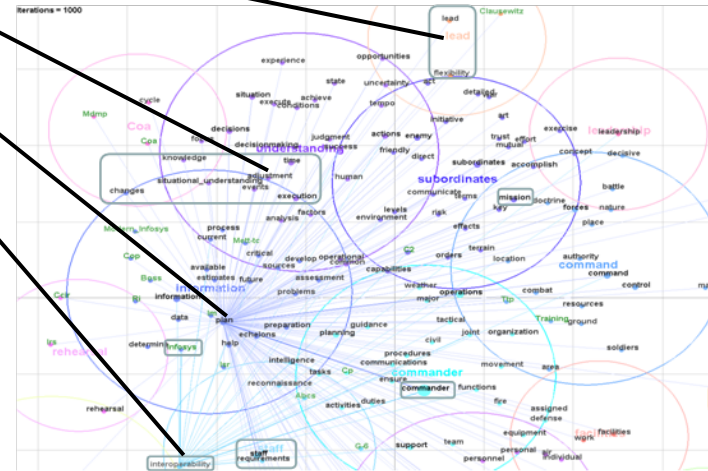 Iterations = 1000
lead
Clausewitz
lead
experience
opportunities
flexibility
state
uncertainty
act
situation
execute
achieve
conditions
tempo
detailed
cycle
Mdmp
Coa
Cpa
decisions
initiative
art
judgment
success
decisionmaking
understanding
actions
enemy
friendly
direct
trust
effort
mutual
exercise
leadership
concept
decisive
knowledge
time
adjustment
situational_understanding
events
changes
execution
human
subordinates
accomplish
subordinates
communicate
terms
mission
doctrine
key
forces
battle
nature
place
factors
analysis
levels
environment
risk
effects
Modern_Infosys
process
current
critical
sources
available
estimates
future
develop
operational
assessment
problems
C2
capabilities
orders
terrain
location
authority
command
command
control
weather
major
operations
combat
resources
Training
ground
information
information
data
plan
preparation
echelons
planning
guidance
tactical
joint
organization
civil
soldiers
rehearsal
determine
Infosys
help
Isr
intelligence
reconnaissance
tasks
procedures
communications
commander
ensure
commander
functions
movement
area
Cp
Abcs
activities
duties
fire
assigned
defense
rehearsal
equipment
work
facilities
personal
air
individual
personnel
team
support
G-6
staff
requirements
interoperability